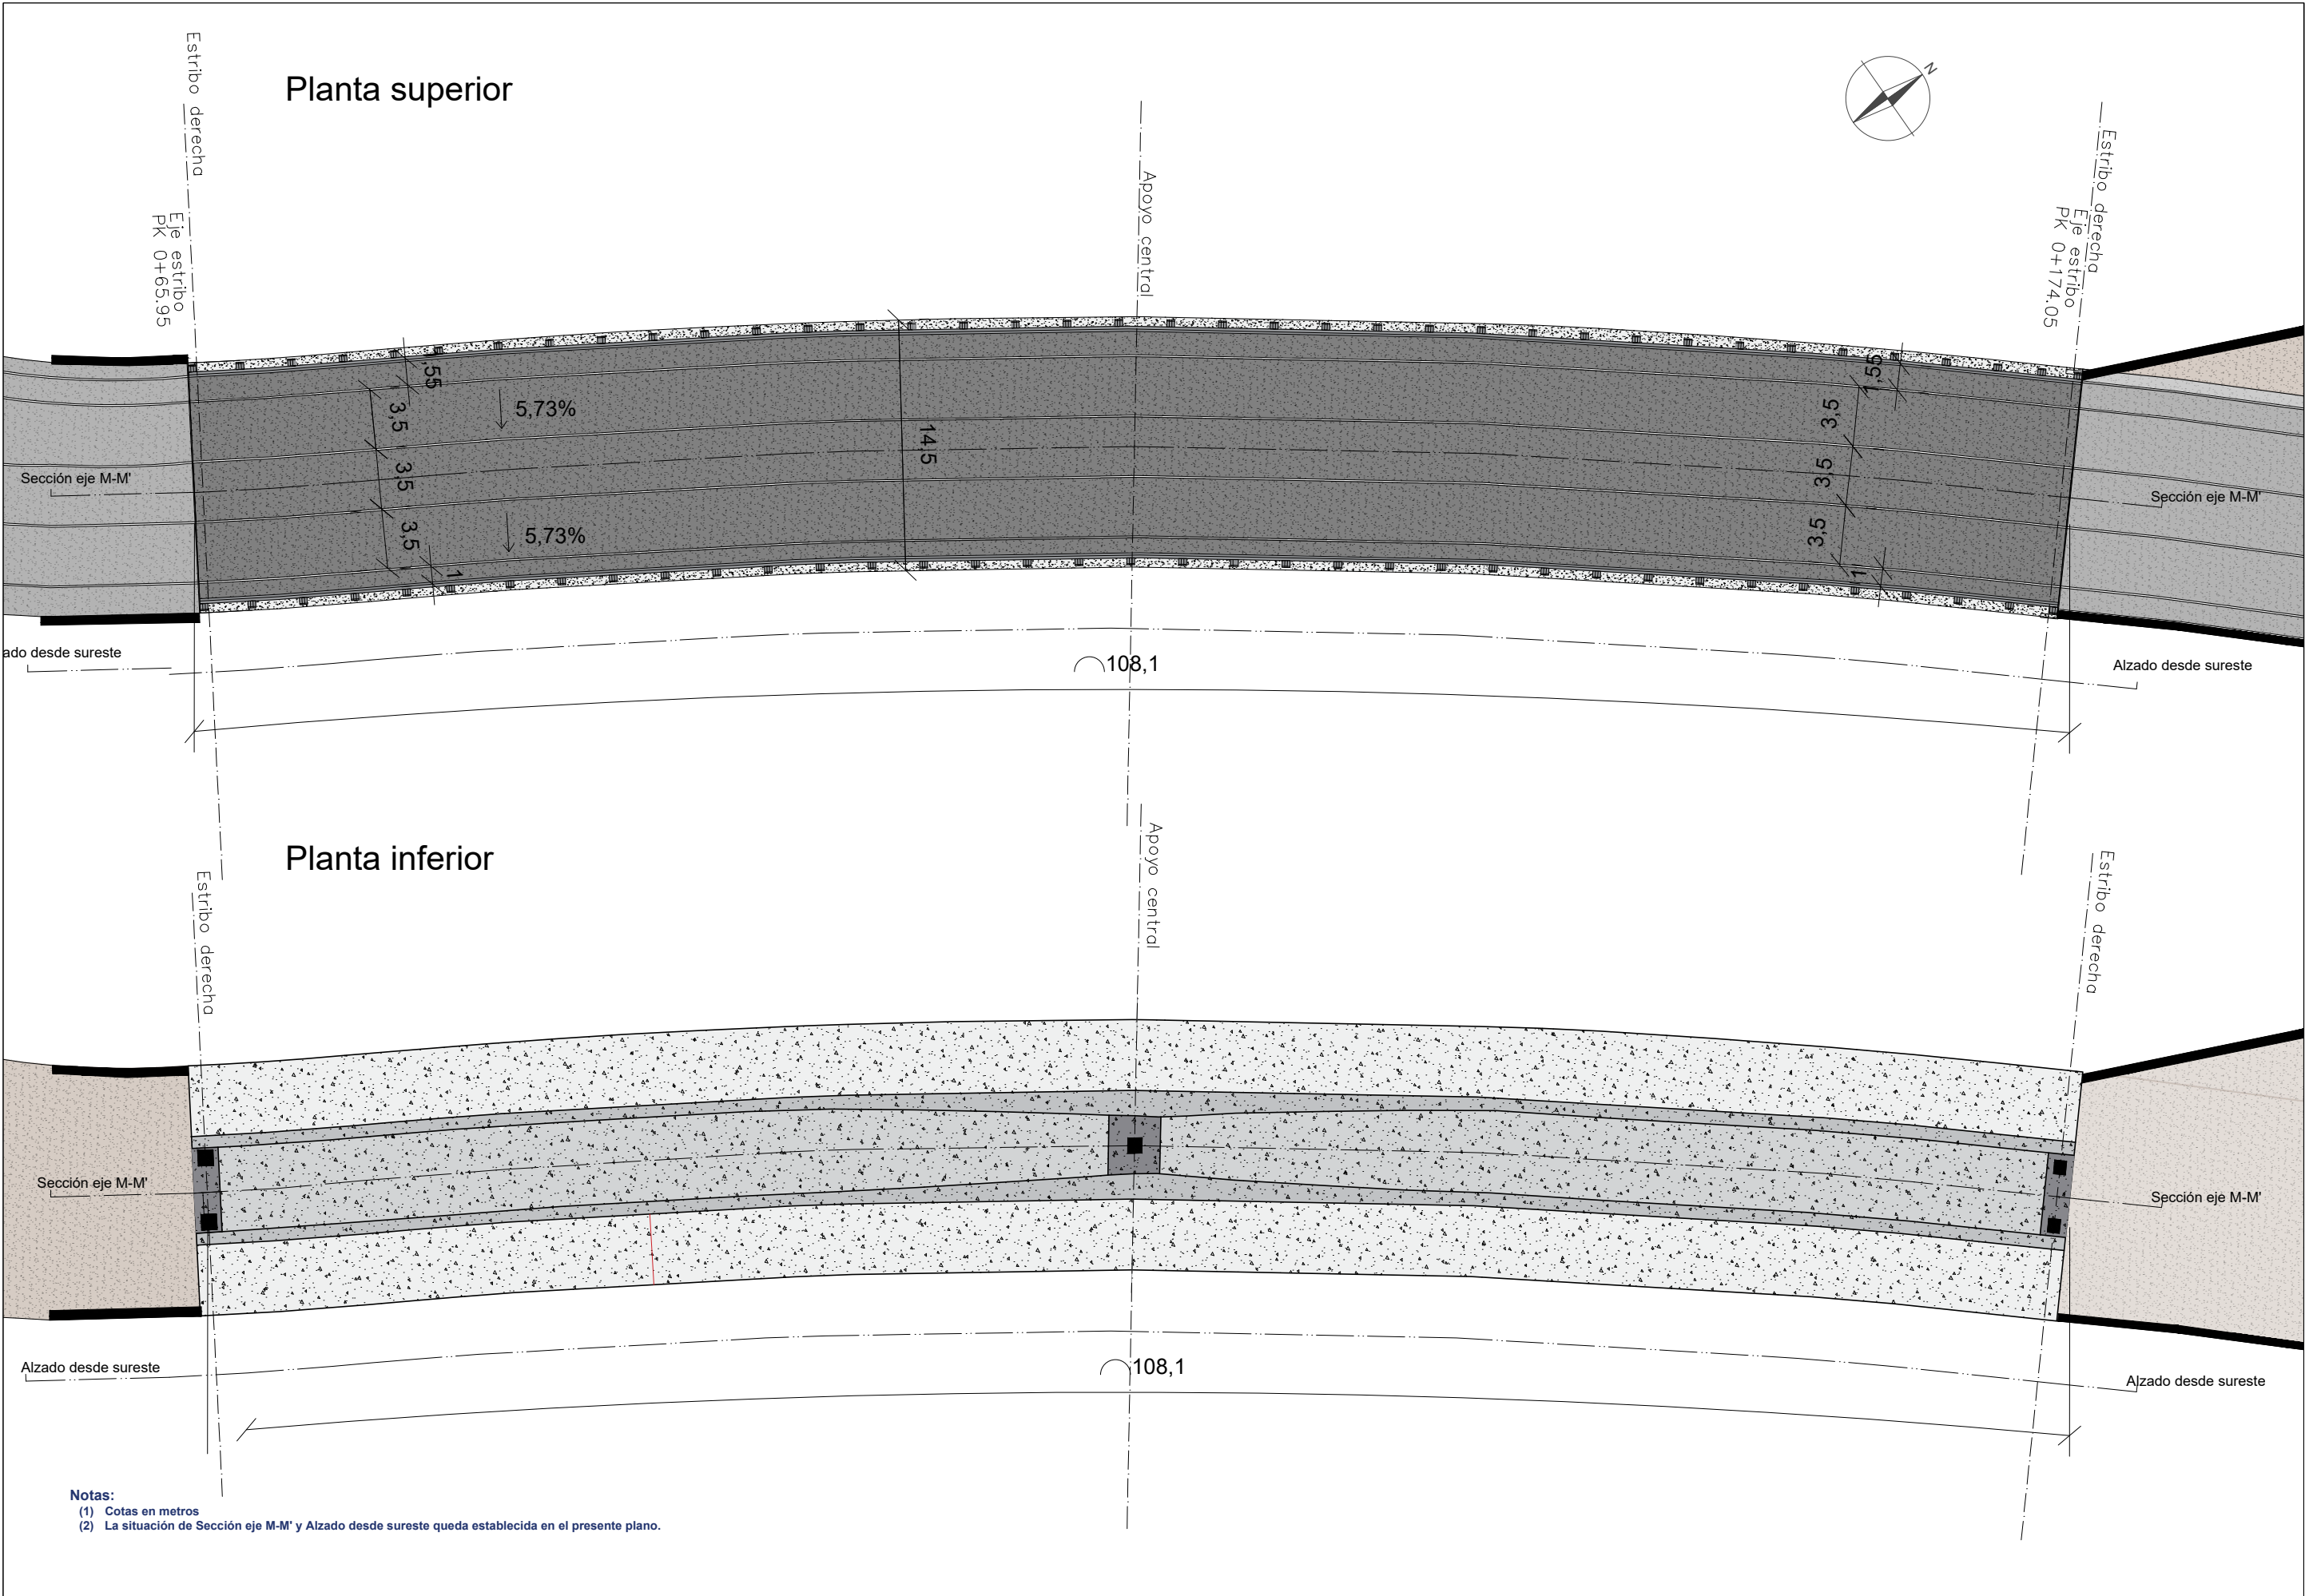 Planta superior
N
Estribo derecha
Eje estribo
PK 0+65.95
Apoyo central
Estribo derecha
Eje estribo
PK 0+174.05
,55
3,5
5,73%
3,5
3,5
5,73%
1
14,5
1,55
3,5
3,5
3,5
1
Sección eje M-M'
Sección eje M-M'
ado desde sureste
108,1
Alzado desde sureste
Planta inferior
Estribo derecha
Apoyo central
Estribo derecha
Sección eje M-M'
Sección eje M-M'
Alzado desde sureste
108,1
Alzado desde sureste
Notas:
(1) Cotas en metros
(2) La situación de Sección eje M-M' y Alzado desde sureste queda establecida en el presente plano.